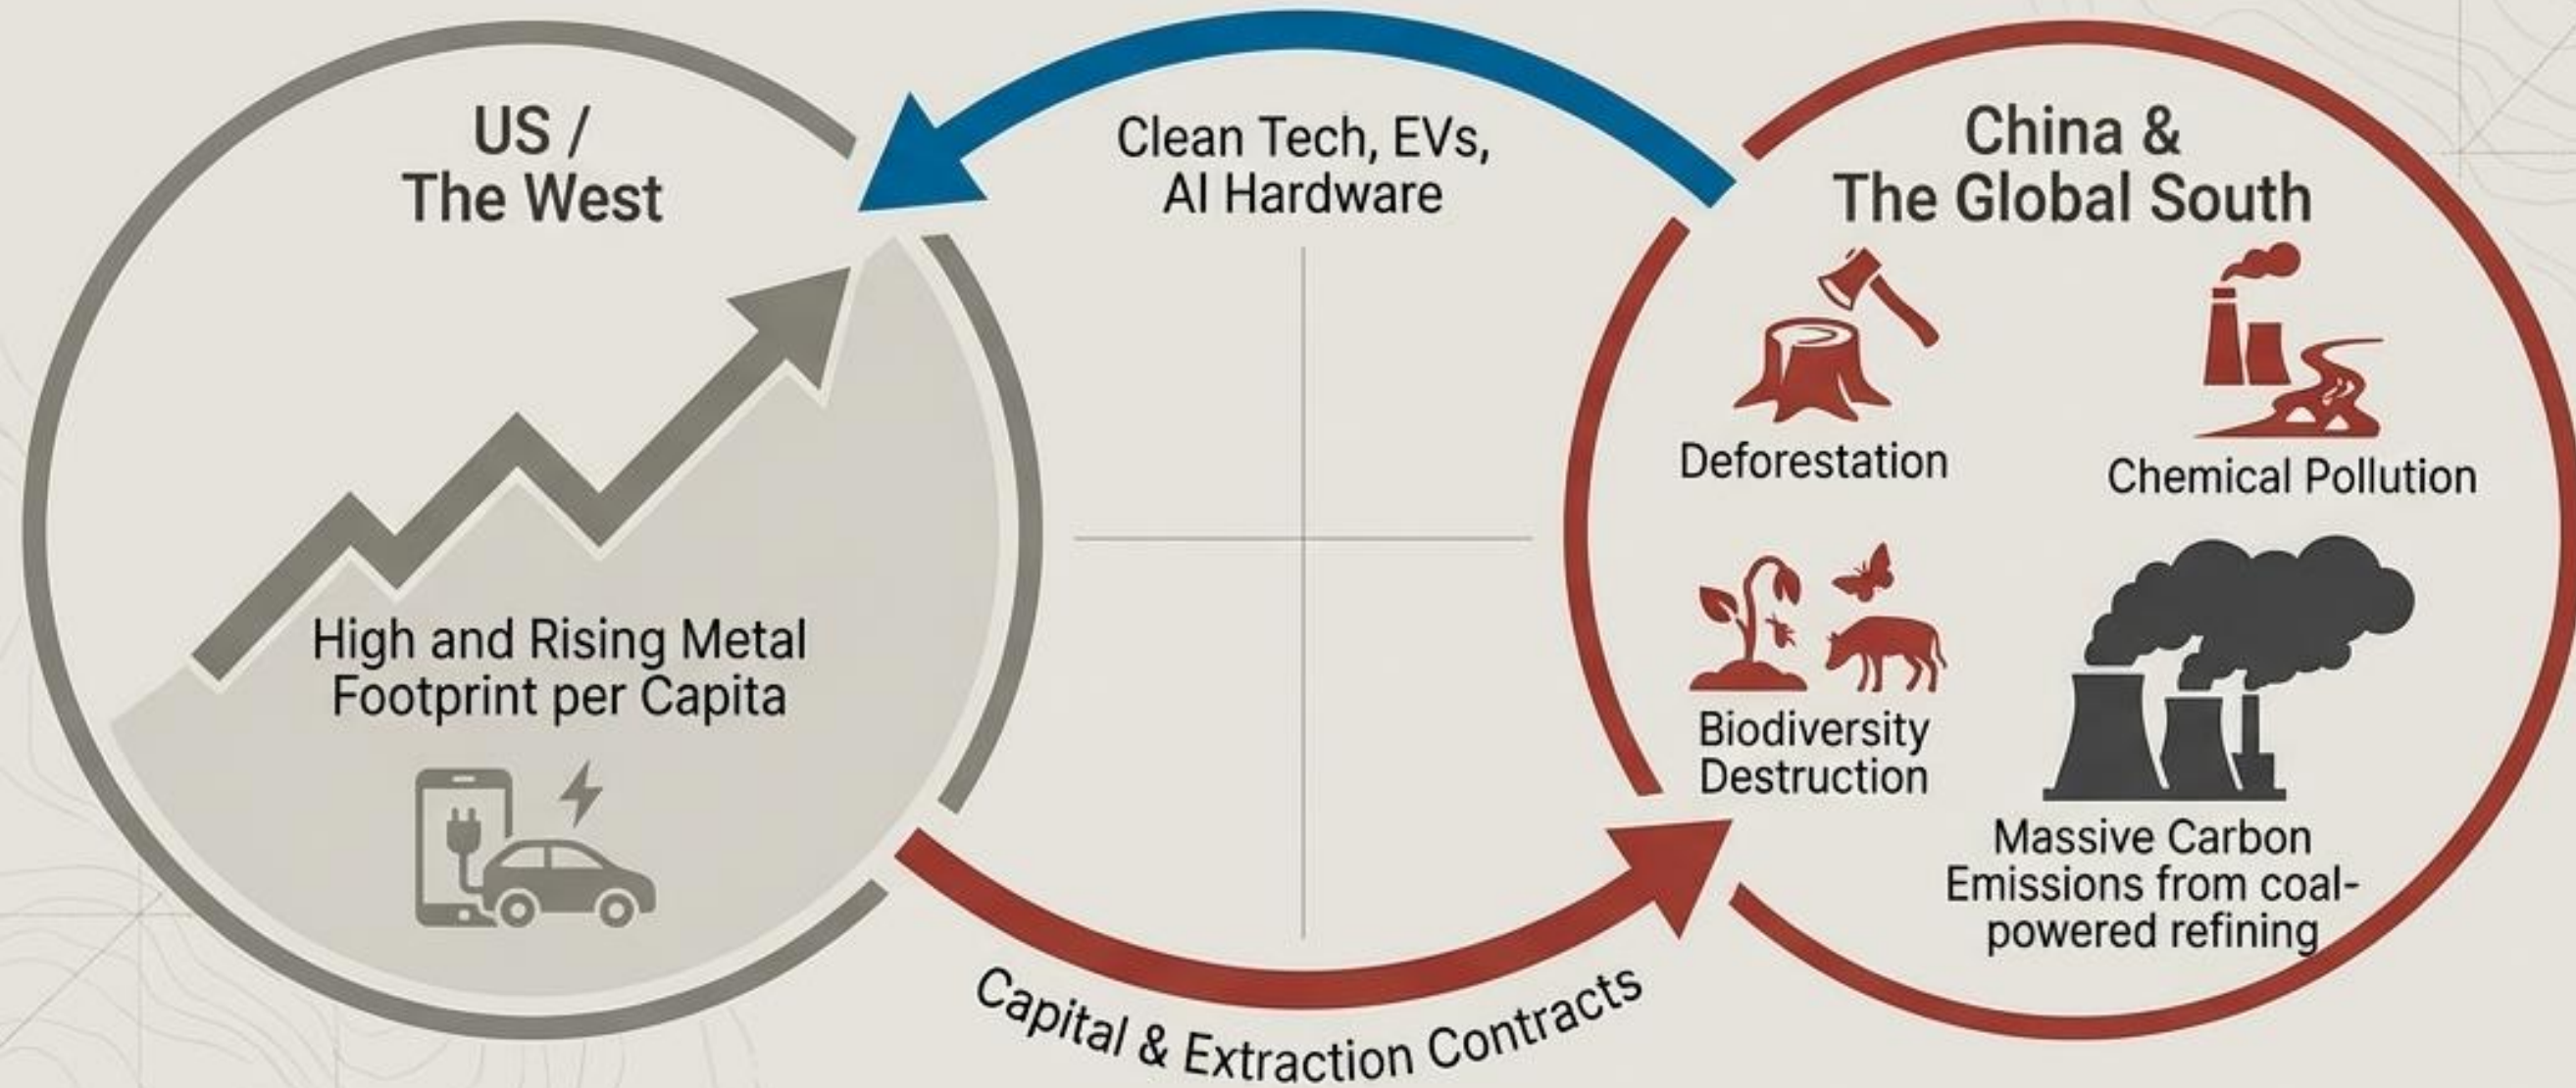 US /
The West
High and Rising Metal
Footprint per Capita
Clean Tech, EVs,
AI Hardware
Capital & Extraction Contracts
China &
The Global South
Deforestation
Chemical Pollution
Biodiversity
Destruction
Massive Carbon
Emissions from coal-
powered refining